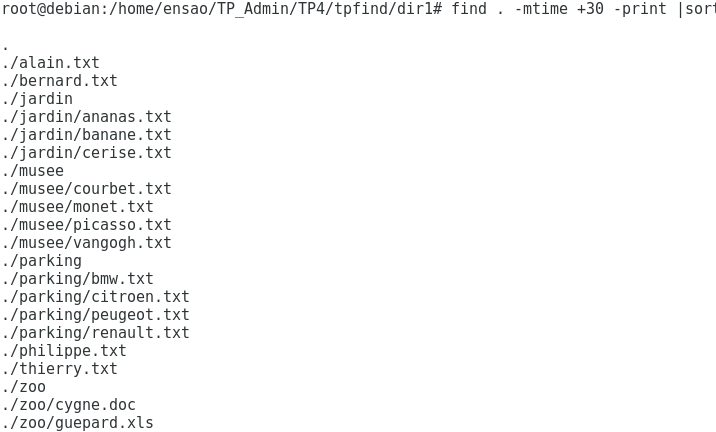 root@debian:/home/ensao/TP_Admin/TP4/tpfind/dir1# find . -mtime +30 -print |sort
.
./alain.txt
./bernard.txt
./jardin
./jardin/ananas.txt
./jardin/banane.txt
./jardin/cerise.txt
./musee
./musee/courbet.txt
./musee/monet.txt
./musee/picasso.txt
./musee/vangogh.txt
./parking
./parking/bmw.txt
./parking/citroen.txt
./parking/peugeot.txt
./parking/renault.txt
./philippe.txt
./thierry.txt
./zoo
./zoo/cygne.doc
./zoo/guepard.xls